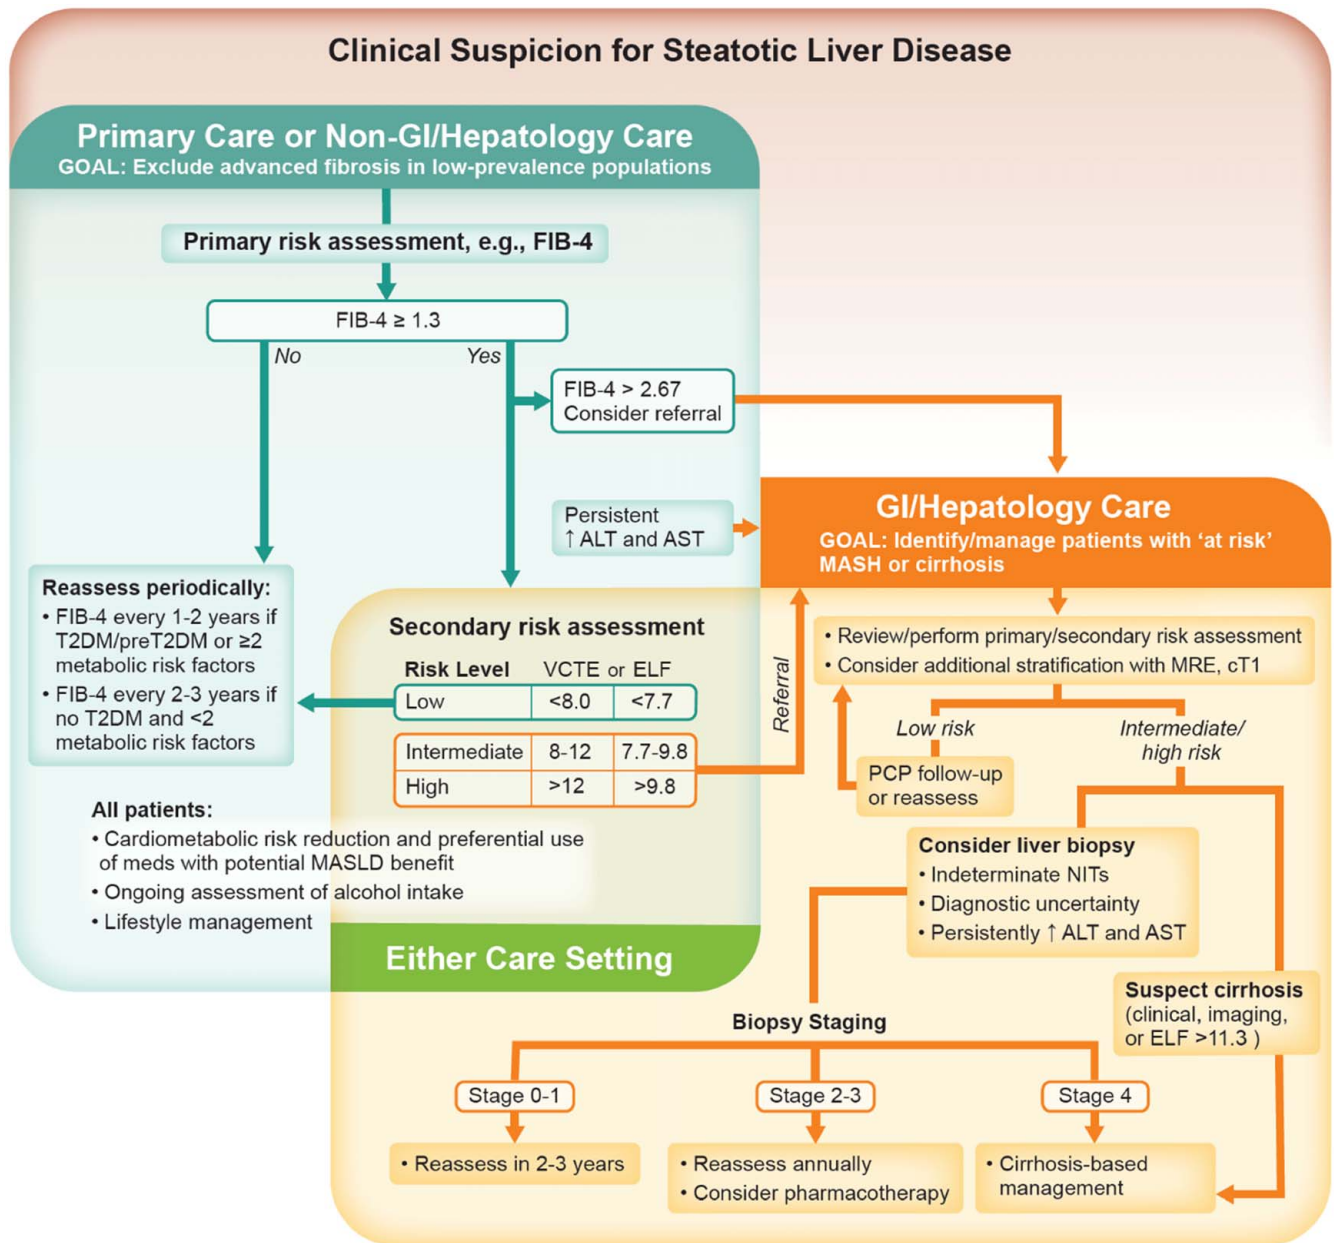 Clinical Suspicion for Steatotic Liver Disease
Primary Care or Non-GI/Hepatology Care
GOAL: Exclude advanced fibrosis in low-prevalence populations
Primary risk assessment, e.g., FIB-4
FIB-4 ≥ 1.3
No
Yes
FIB-4 > 2.67
Consider referral
Persistent
↑ ALT and AST
Reassess periodically:
• FIB-4 every 1-2 years if
T2DM/preT2DM or ≥2
metabolic risk factors
• FIB-4 every 2-3 years if
no T2DM and <2
metabolic risk factors
Secondary risk assessment
Risk Level VCTE or ELF
Low <8.0 <7.7
Intermediate 8-12 7.7-9.8
High >12 >9.8
Referral
All patients:
• Cardiometabolic risk reduction and preferential use
of meds with potential MASLD benefit
• Ongoing assessment of alcohol intake
• Lifestyle management
Either Care Setting
GI/Hepatology Care
GOAL: Identify/manage patients with ‘at risk’
MASH or cirrhosis
• Review/perform primary/secondary risk assessment
• Consider additional stratification with MRE, cT1
Low risk
Intermediate/
high risk
PCP follow-up
or reassess
Consider liver biopsy
• Indeterminate NITs
• Diagnostic uncertainty
• Persistently ↑ ALT and AST
Suspect cirrhosis
(clinical, imaging,
or ELF >11.3 )
Biopsy Staging
Stage 0-1
Stage 2-3
Stage 4
• Reassess in 2-3 years
• Reassess annually
• Consider pharmacotherapy
• Cirrhosis-based
management